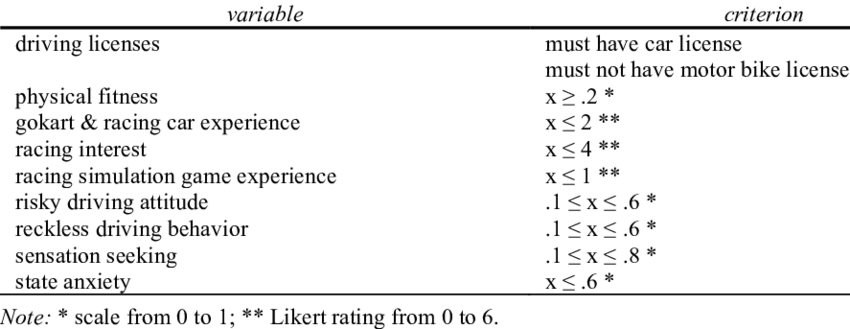 variable criterion
driving licenses must have car license
must not have motor bike license
physical fitness x ≥ .2 *
gokart & racing car experience x ≤ 2 **
racing interest x ≤ 4 **
racing simulation game experience x ≤ 1 **
risky driving attitude .1 ≤ x ≤ .6 *
reckless driving behavior .1 ≤ x ≤ .6 *
sensation seeking .1 ≤ x ≤ .8 *
state anxiety x ≤ .6 *
Note: * scale from 0 to 1; ** Likert rating from 0 to 6.